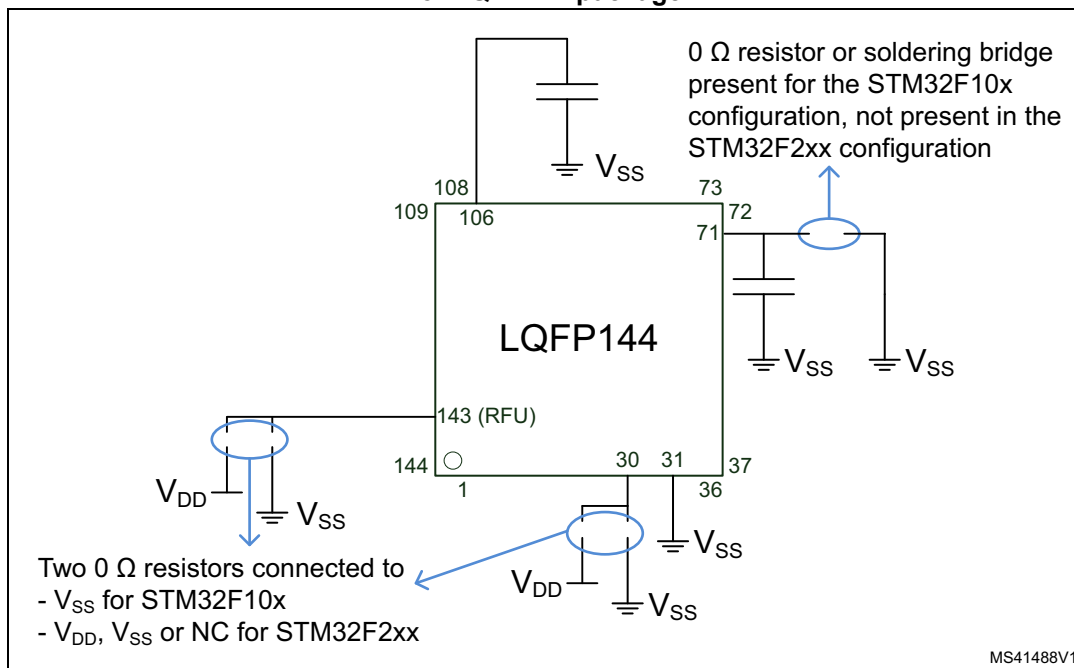 0 Ω resistor or soldering bridge
present for the STM32F10x
configuration, not present in the
STM32F2xx configuration
VSS
108
73
109
106
72
71
LQFP144
VSS
VSS
143 (RFU)
144
30
31
37
1
36
VDD
VSS
VSS
VDD
VSS
Two 0 Ω resistors connected to
- VSS for STM32F10x
- VDD, VSS or NC for STM32F2xx
MS41488V1